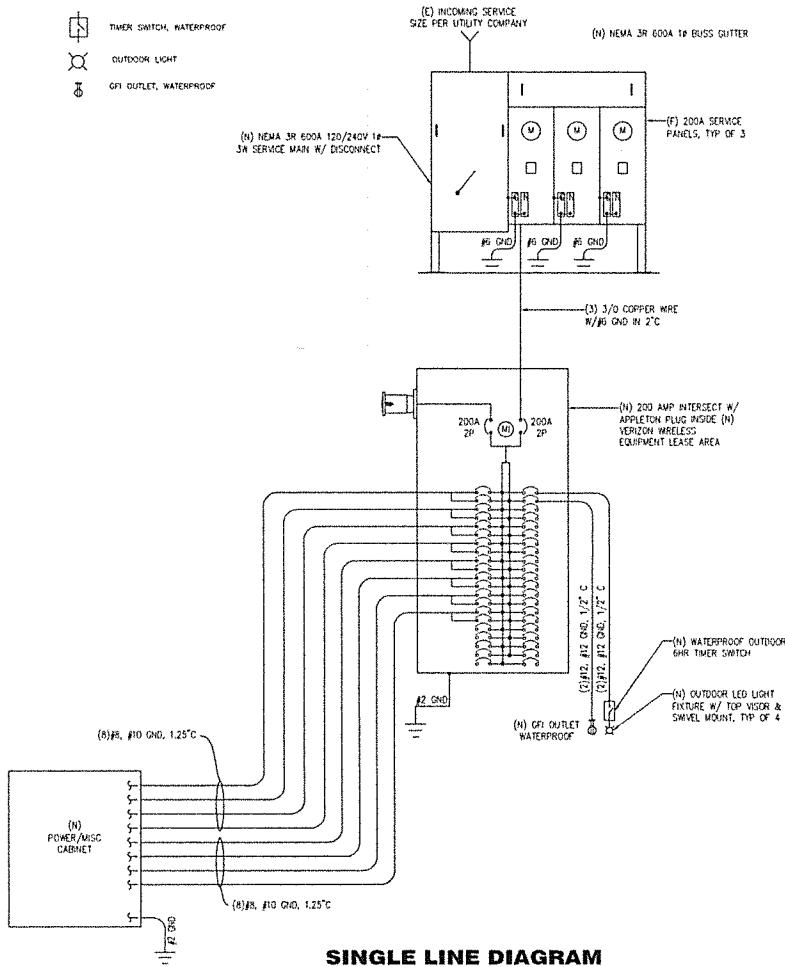 TIMER SWITCH, WATERPROOF
OUTDOOR LIGHT
GFI OUTLET, WATERPROOF
(E) INCOMING SERVICE
SIZE PER UTILITY COMPANY
(N) NEMA 3R 600A 1ø BUSS GUTTER
(N) NEMA 3R 600A 120/240V 1ø
3W SERVICE MAIN W/ DISCONNECT
(F) 200A SERVICE
PANELS, TYP OF 3
M
M
M
#6 GND
#6 GND
#6 GND
(3) 3/0 COPPER WIRE
W/#6 GND IN 2"C
200A
2P
MI
200A
2P
(N) 200 AMP INTERSECT W/
APPLETON PLUG INSIDE (N)
VERIZON WIRELESS
EQUIPMENT LEASE AREA
(2)#12, #12 GND, 1/2" C
(2)#12, #12 GND, 1/2" C
(N) WATERPROOF OUTDOOR
6HR TIMER SWITCH
(N) OUTDOOR LED LIGHT
FIXTURE W/ TOP VISOR &
SWIVEL MOUNT, TYP OF 4
(N) GFI OUTLET
WATERPROOF
#2 GND
(8)#8, #10 GND, 1.25"C
(N)
POWER/MISC
CABINET
(8)#8, #10 GND, 1.25"C
#2 GND
SINGLE LINE DIAGRAM